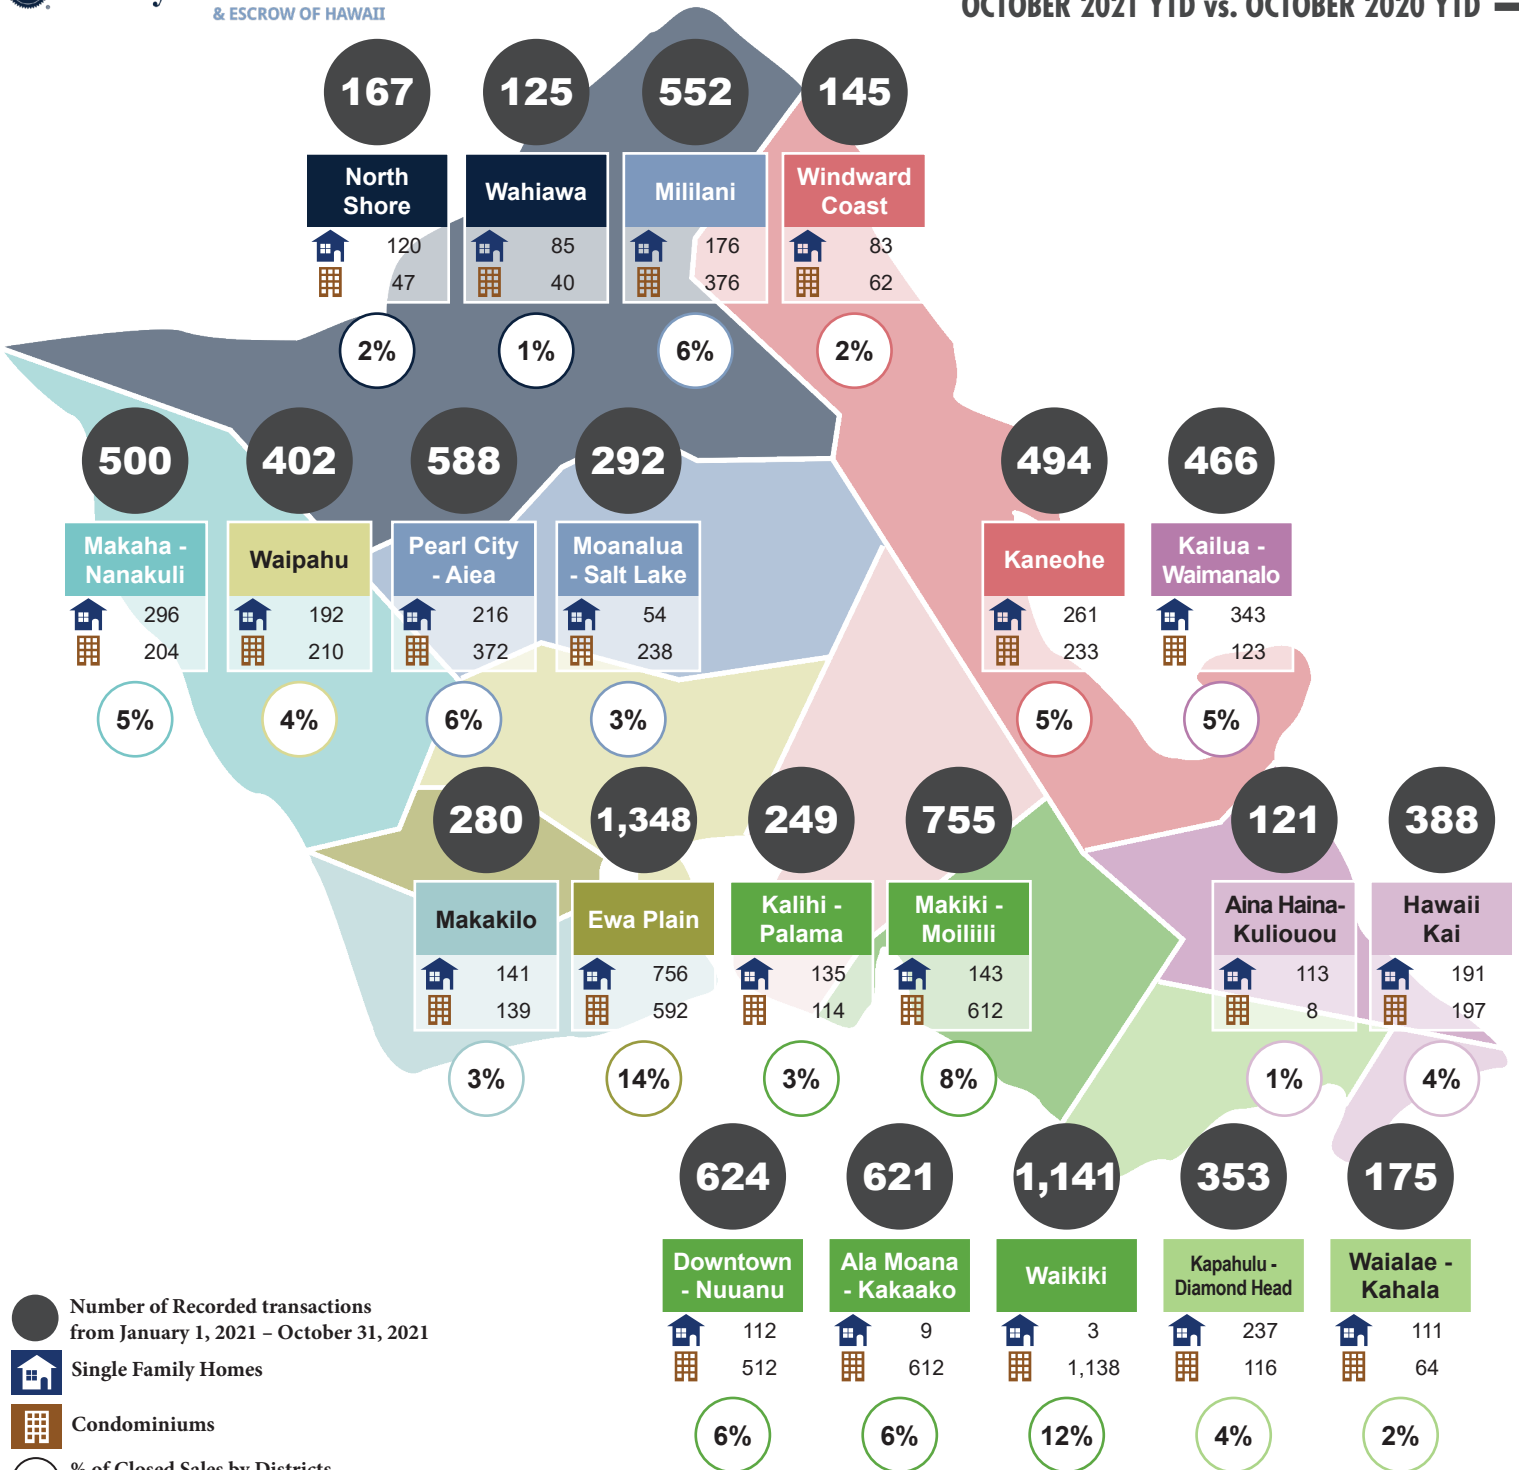 & ESCROW OF HAWAII
OCTOBER 2021 YTD vs. OCTOBER 2020 YTD
167
125
552
145
North
Shore
Wahiawa
Mililani
Windward
Coast
120
85
176
83
47
40
376
62
2%
1%
6%
2%
500
402
588
292
494
466
Makaha -
Nanakuli
Waipahu
Pearl City
- Aiea
Moanalua
- Salt Lake
Kaneohe
Kailua -
Waimanalo
296
192
216
54
261
343
204
210
372
238
233
123
5%
4%
6%
3%
5%
5%
280
1,348
249
755
121
388
Makakilo
Ewa Plain
Kalihi -
Palama
Makiki -
Moiliili
Aina Haina-
Kuliouou
Hawaii
Kai
141
756
135
143
113
191
139
592
114
612
8
197
3%
14%
3%
8%
1%
4%
624
621
1,141
353
175
Downtown
- Nuuanu
Ala Moana
- Kakaako
Waikiki
Kapahulu -
Diamond Head
Waialae -
Kahala
112
9
3
237
111
512
612
1,138
116
64
6%
6%
12%
4%
2%
Number of Recorded transactions
from January 1, 2021 – October 31, 2021
Single Family Homes
Condominiums
% of Closed Sales by Districts